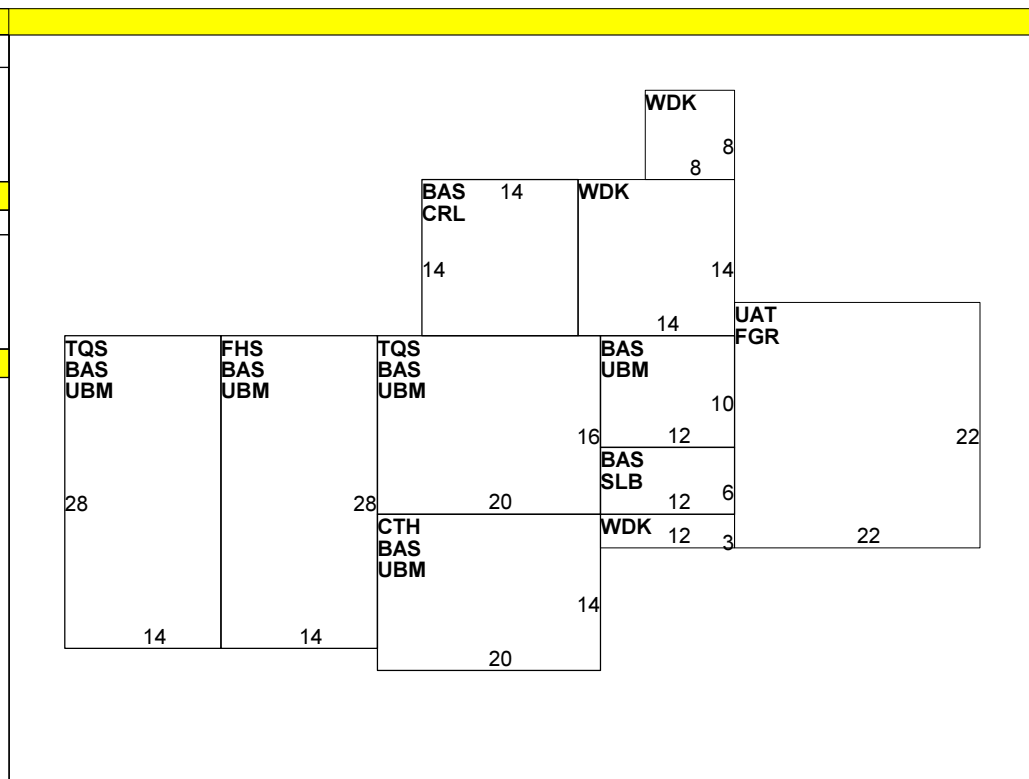 WDK
8
8
BAS 14
CRL
14
WDK
14
14
UAT
FGR
22
22
TQS
BAS
UBM
28
14
FHS
BAS
UBM
28
14
TQS
BAS
UBM
16
20
BAS
UBM
10
12
BAS
SLB
6
12
WDK 12 3
CTH
BAS
UBM
14
20